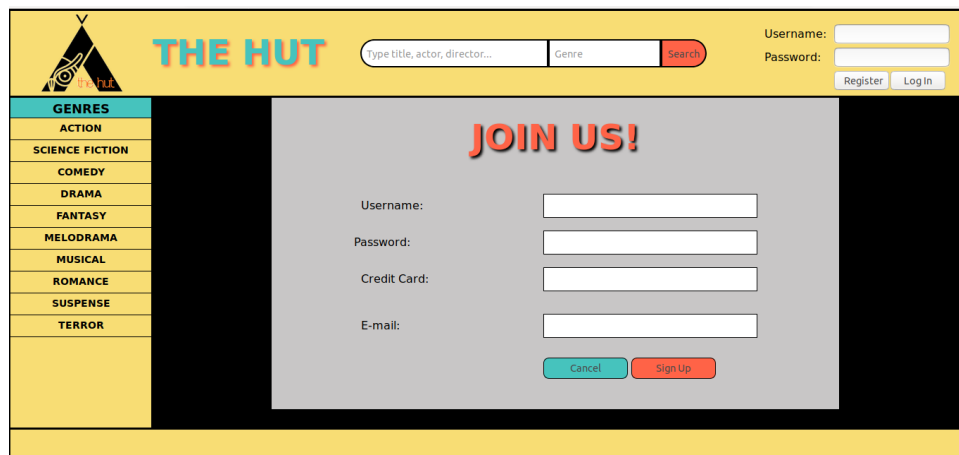 the hut
THE HUT
Type title, actor, director...
Genre
Search
Username:
Password:
Register
Log In
GENRES
ACTION
SCIENCE FICTION
COMEDY
DRAMA
FANTASY
MELODRAMA
MUSICAL
ROMANCE
SUSPENSE
TERROR
JOIN US!
Username:
Password:
Credit Card:
E-mail:
Cancel
Sign Up